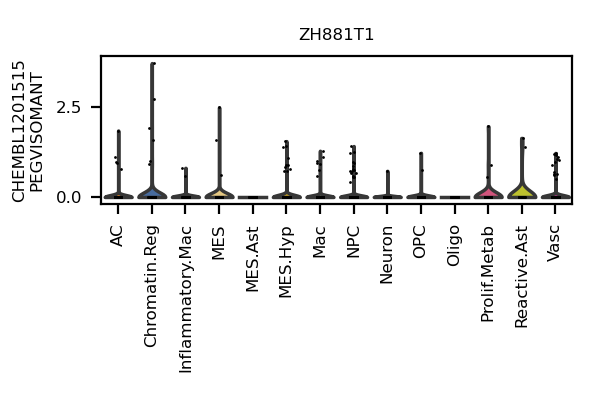 ZH881T1
CHEMBL1201515
PEGVISOMANT
2.5
0.0
AC
Chromatin.Reg
Inflammatory.Mac
MES
MES.Ast
MES.Hyp
Mac
NPC
Neuron
OPC
Oligo
Prolif.Metab
Reactive.Ast
Vasc